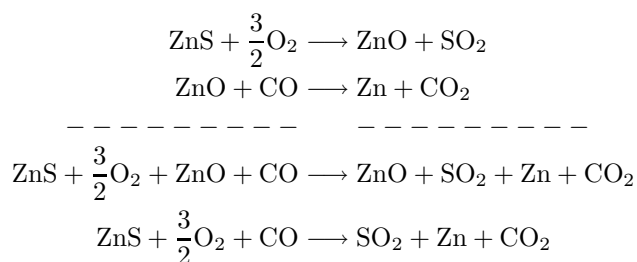 ZnS + 3/2 O₂ ⟶ ZnO + SO₂
ZnO + CO ⟶ Zn + CO₂
− − − − − − − − − − − − − − − − − −
ZnS + 3/2 O₂ + ZnO + CO ⟶ ZnO + SO₂ + Zn + CO₂
ZnS + 3/2 O₂ + CO ⟶ SO₂ + Zn + CO₂